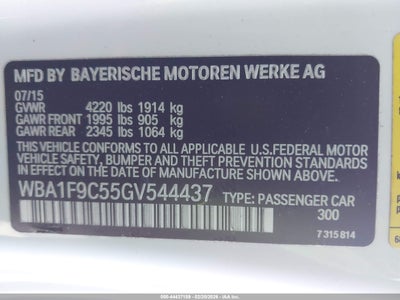 MFD BY BAYERISCHE MOTOREN WERKE AG
07/15
GVWR 4220 lbs 1914 kg
GAWR FRONT 1995 lbs 905 kg
GAWR REAR 2345 lbs 1064 kg
THIS VEHICLE CONFORMS TO ALL APPLICABLE U.S. FEDERAL MOTOR
VEHICLE SAFETY, BUMPER, AND THEFT PREVENTION STANDARDS
IN EFFECT ON THE DATE OF MANUFACTURE SHOWN ABOVE.
WBA1F9C55GV544437 TYPE: PASSENGER CAR
300
7 315 814